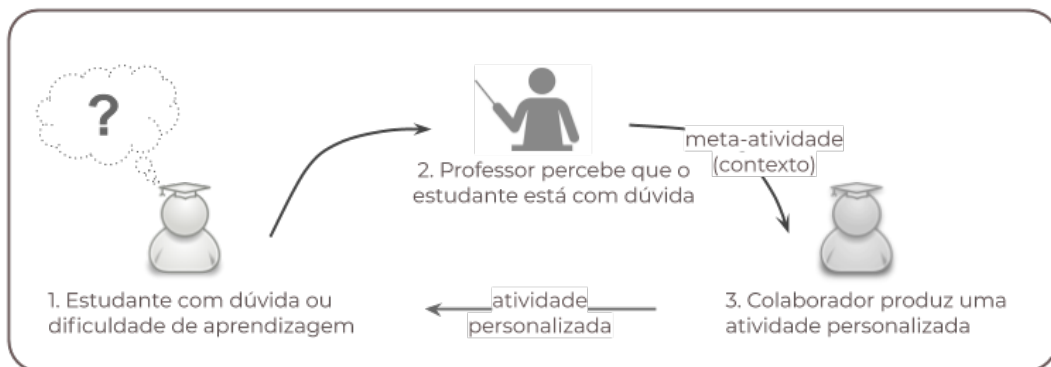 ?
2. Professor percebe que o
estudante está com dúvida
meta-atividade
(contexto)
1. Estudante com dúvida ou
dificuldade de aprendizagem
atividade
personalizada
3. Colaborador produz uma
atividade personalizada